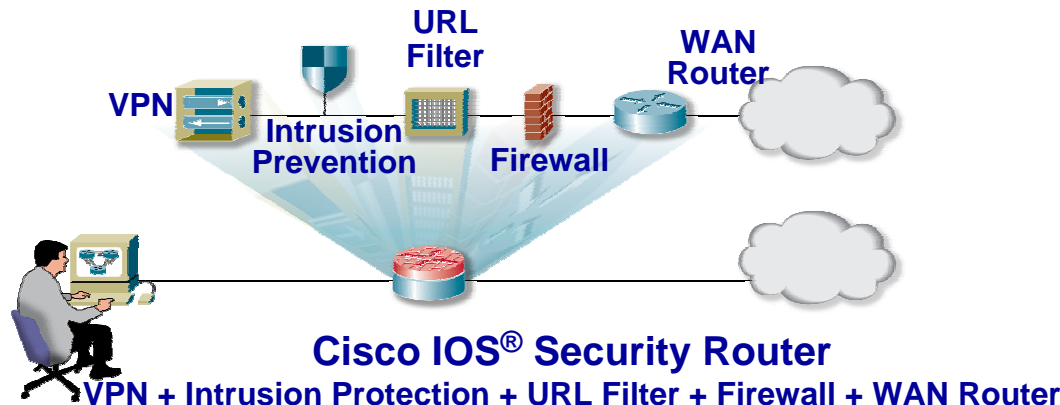 URL
Filter
WAN
Router
VPN
Intrusion
Prevention
Firewall
Cisco IOS® Security Router
VPN + Intrusion Protection + URL Filter + Firewall + WAN Router